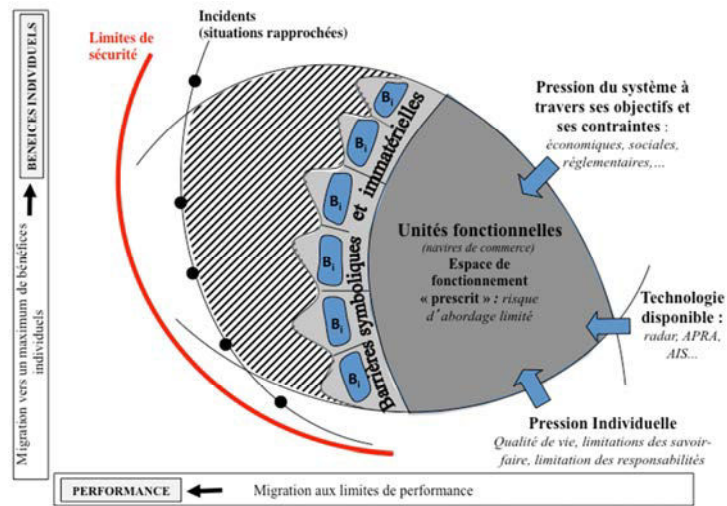 Incidents
(situations rapprochées)
Limites de
sécurité
BENEICES INDIVIDUELS
Migration vers un maximum de bénéfices
individuels
Pression du système à
travers ses objectifs et
ses contraintes :
économiques, sociales,
règlementaires,...
Bi
Bi
Bi
Bi
Bi
Bi
Barrières symboliques et immatérielles
Unités fonctionnelles
(navires de commerce)
Espace de
fonctionnement
« prescrit » : risque
d´abordage limité
Technologie
disponible :
radar, APRA,
AIS...
Pression Individuelle
Qualité de vie, limitations des savoir-
faire, limitation des responsabilités
PERFORMANCE
Migration aux limites de performance